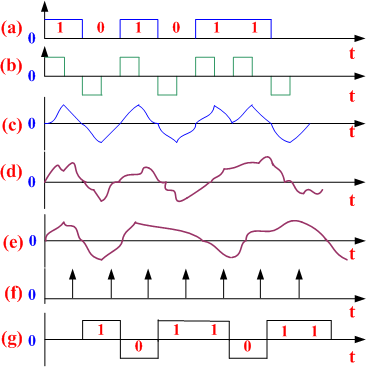 (a) 0 1 0 1 0 1 1 t
(b) 0 t
(c) 0 t
(d) 0 t
(e) 0 t
(f) 0 t
(g) 0 1 0 1 1 0 1 1 t